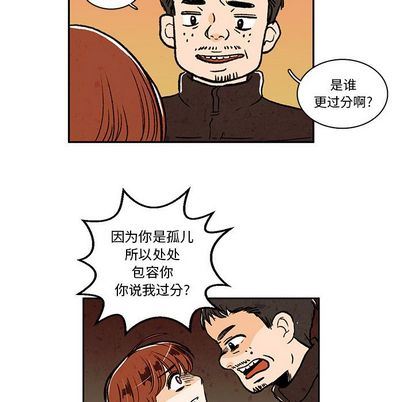 是谁
更过分啊?
因为你是孤儿
所以处处
包容你
你说我过分?